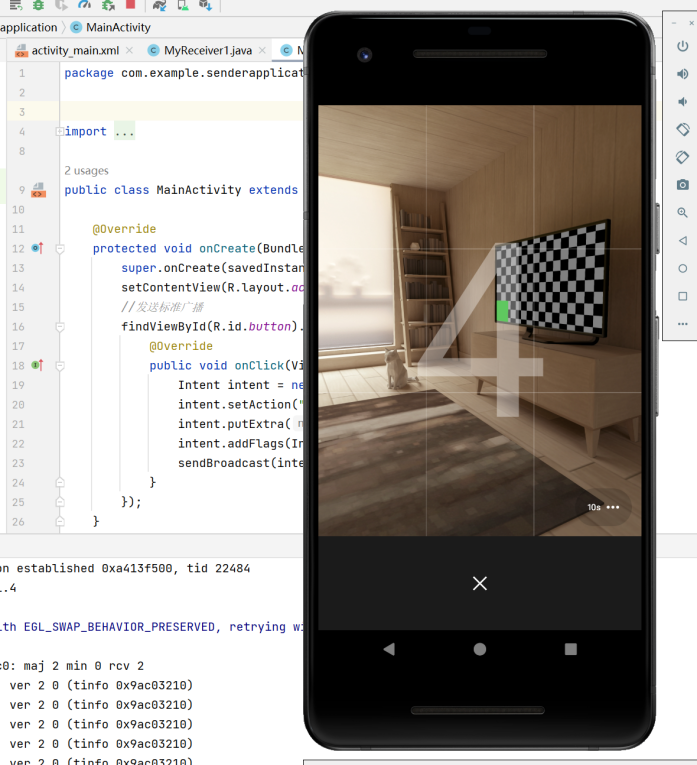 application
MainActivity
activity_main.xml
MyReceiver1.java
1 package com.example.senderapplicat
2
3
4 import ...
8
2 usages
9 public class MainActivity extends
10
11 @Override
12 protected void onCreate(Bundle
13 super.onCreate(savedInstan
14 setContentView(R.layout.ac
15 //发送标准广播
16 findViewById(R.id.button).
17 @Override
18 public void onClick(Vi
19 Intent intent = ne
20 intent.setAction("
21 intent.putExtra( n
22 intent.addFlags(In
23 sendBroadcast(inte
24 }
25 });
26 }
4
10s
on established 0xa413f500, tid 22484
.4
ith EGL_SWAP_BEHAVIOR_PRESERVED, retrying wi
c0: maj 2 min 0 rcv 2
ver 2 0 (tinfo 0x9ac03210)
ver 2 0 (tinfo 0x9ac03210)
ver 2 0 (tinfo 0x9ac03210)
ver 2 0 (tinfo 0x9ac03210)
ver 2 0 (tinfo 0x9ac03210)